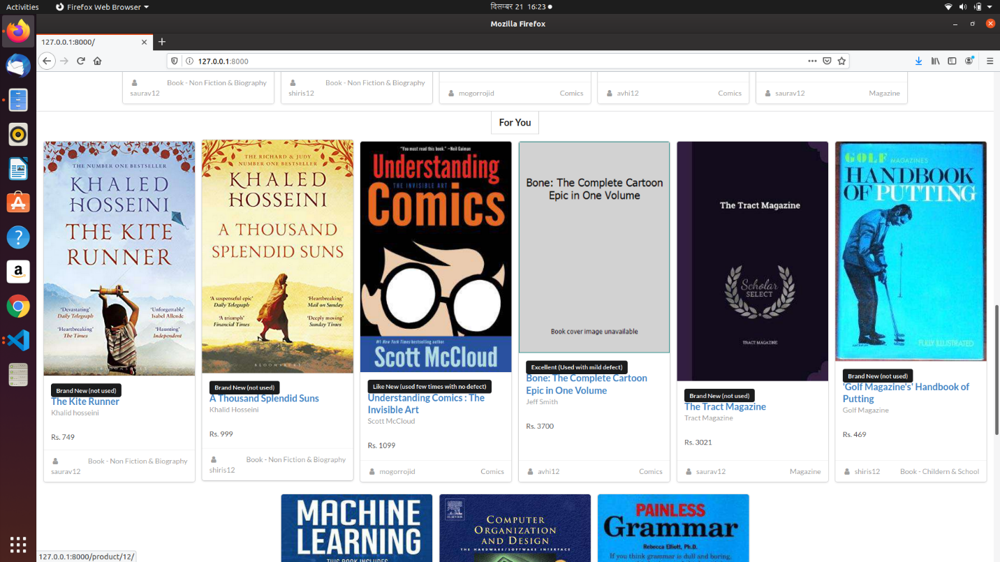 Activities
Firefox Web Browser
दिसम्बर 21 16:23
Mozilla Firefox
127.0.0.1:8000/
127.0.0.1:8000
saurav12
Book - Non Fiction & Biography
shiris12
Book - Non Fiction & Biography
mogorrojid
Comics
avhi12
Comics
saurav12
Magazine
For You
THE NUMBER ONE BESTSELLER
KHALED
HOSSEINI
THE KITE
RUNNER
'Devastating'
Daily Telegraph
'Unforgettable'
Isabel Allende
'Heartbreaking'
The Times
'Haunting'
Independent
BLOOMSBURY
Brand New (not used)
The Kite Runner
Khalid hosseini
Rs. 749
saurav12
Book - Non Fiction & Biography
THE RICHARD & JUDY
NUMBER ONE BESTSELLER
KHALED
HOSSEINI
A THOUSAND
SPLENDID SUNS
'A suspenseful epic'
Daily Telegraph
'Heartbreaking'
Mail on Sunday
'A triumph'
Financial Times
'Deeply moving'
Sunday Times
BLOOMSBURY
Brand New (not used)
A Thousand Splendid Suns
Khalid Hosseini
Rs. 999
shiris12
Book - Non Fiction & Biography
"You must read this book." —Neil Gaiman
Understanding
THE INVISIBLE ART
Comics
#1 New York Times bestselling author
Scott McCloud
Like New (used few times with no defect)
Understanding Comics : The
Invisible Art
Scott McCloud
Rs. 1099
mogorrojid
Comics
Bone: The Complete Cartoon
Epic in One Volume
Book cover image unavailable
Excellent (Used with mild defect)
Bone: The Complete Cartoon
Epic in One Volume
Jeff Smith
Rs. 3700
avhi12
Comics
The Tract Magazine
Scholar
SELECT
TRACT MAGAZINE
Brand New (not used)
The Tract Magazine
Tract Magazine
Rs. 3021
saurav12
Magazine
GOLF MAGAZINE'S
HANDBOOK
OF PUTTING
FULLY ILLUSTRATED
Brand New (not used)
'Golf Magazine's' Handbook of
Putting
Golf Magazine
Rs. 469
shiris12
Book - Childern & School
MACHINE
LEARNING
THIS BOOK INCLUDES
ELSEVIER
COMPUTER
ORGANIZATION
AND DESIGN
THE HARDWARE/SOFTWARE INTERFACE
PAINLESS
Grammar
Rebecca Elliott, Ph.D.
If you think grammar is dull and boring,
127.0.0.1:8000/product/12/